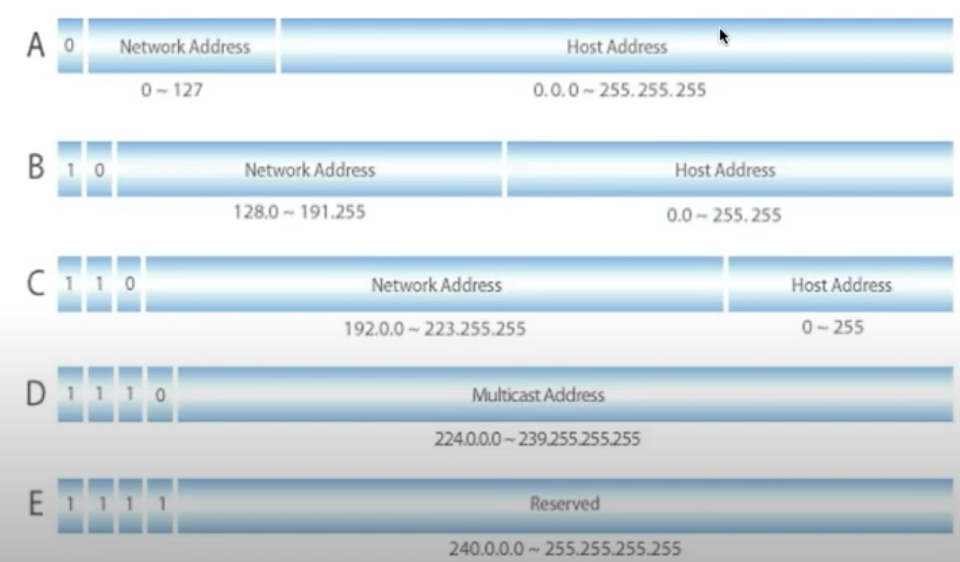 A 0 Network Address Host Address
0 ~ 127 0.0.0 ~ 255.255.255
B 1 0 Network Address Host Address
128.0 ~ 191.255 0.0 ~ 255.255
C 1 1 0 Network Address Host Address
192.0.0 ~ 223.255.255 0 ~ 255
D 1 1 1 0 Multicast Address
224.0.0.0 ~ 239.255.255.255
E 1 1 1 1 Reserved
240.0.0.0 ~ 255.255.255.255